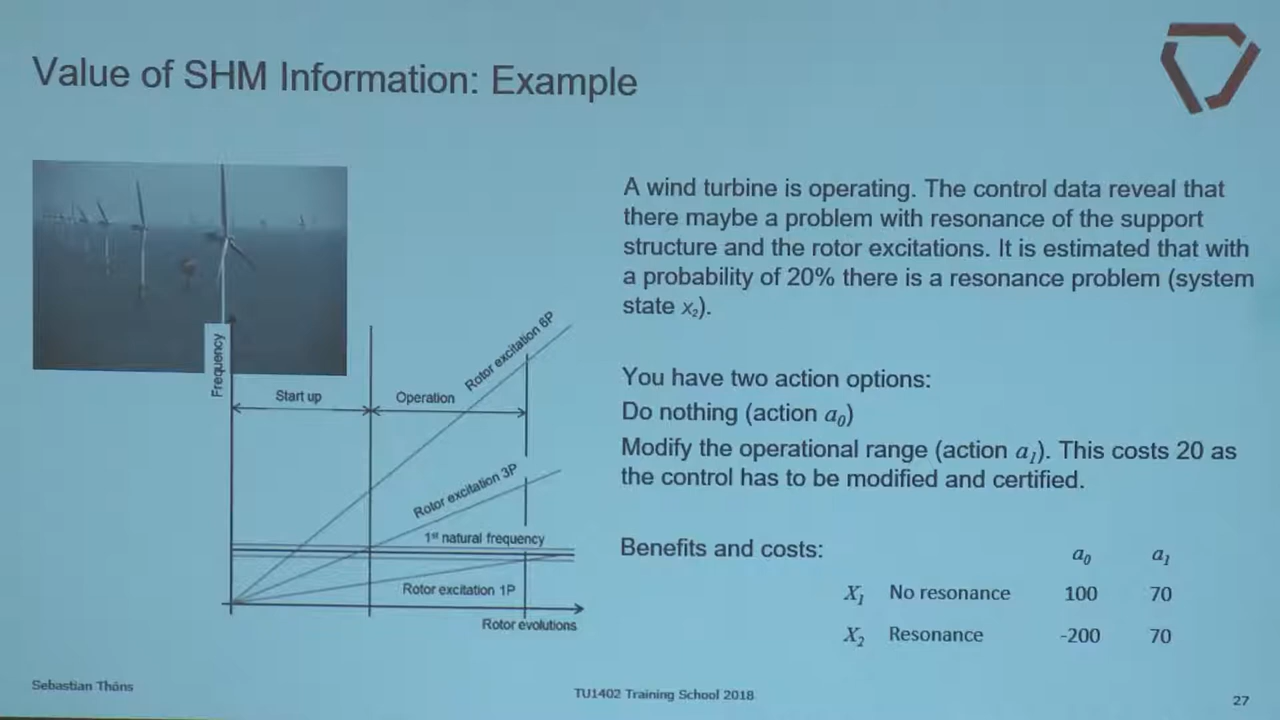 Value of SHM Information: Example
A wind turbine is operating. The control data reveal that
there maybe a problem with resonance of the support
structure and the rotor excitations. It is estimated that with
a probability of 20% there is a resonance problem (system
state x₂).
You have two action options:
Do nothing (action a₀)
Modify the operational range (action a₁). This costs 20 as
the control has to be modified and certified.
Benefits and costs:
a₀ a₁
X₁ No resonance 100 70
X₂ Resonance -200 70
Frequency
Start up
Operation
Rotor excitation 6P
Rotor excitation 3P
1st natural frequency
Rotor excitation 1P
Rotor evolutions
Sebastian Thöns
TU1402 Training School 2018
27